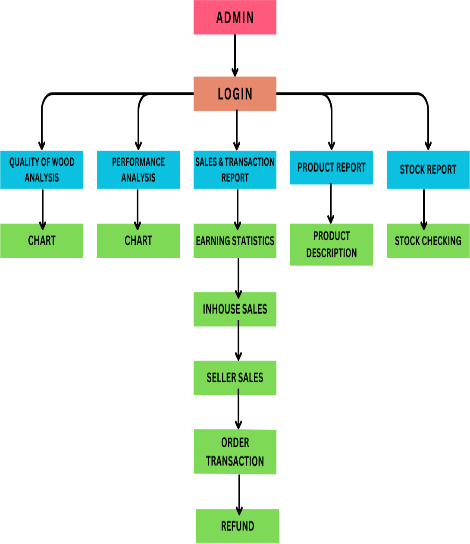 ADMIN
LOGIN
QUALITY OF WOOD
ANALYSIS
PERFORMANCE
ANALYSIS
SALES & TRANSACTION
REPORT
PRODUCT REPORT
STOCK REPORT
CHART
CHART
EARNING STATISTICS
PRODUCT
DESCRIPTION
STOCK CHECKING
INHOUSE SALES
SELLER SALES
ORDER
TRANSACTION
REFUND